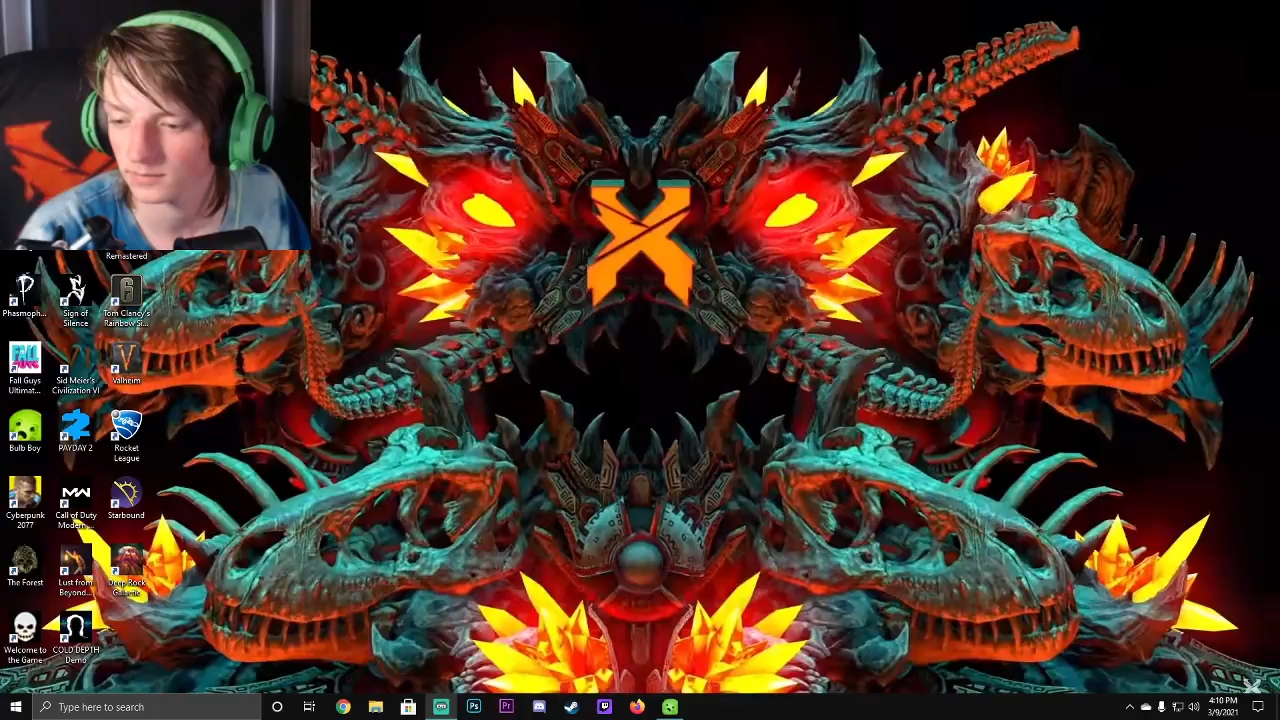 X
Remastered
Phasmoph...
Sign of
Silence
Tom Clancy's
Rainbow Si...
Fall Guys
Ultimat...
Sid Meier's
Civilization VI
Valheim
Bulb Boy
PAYDAY 2
Rocket
League
Cyberpunk
2077
Call of Duty
Modern ...
Starbound
The Forest
Lust from
Beyond...
Deep Rock
Galactic
Welcome to
the Game
COLD DEPTH
Demo
Type here to search
Ps
Pr
4:10 PM
3/9/2021